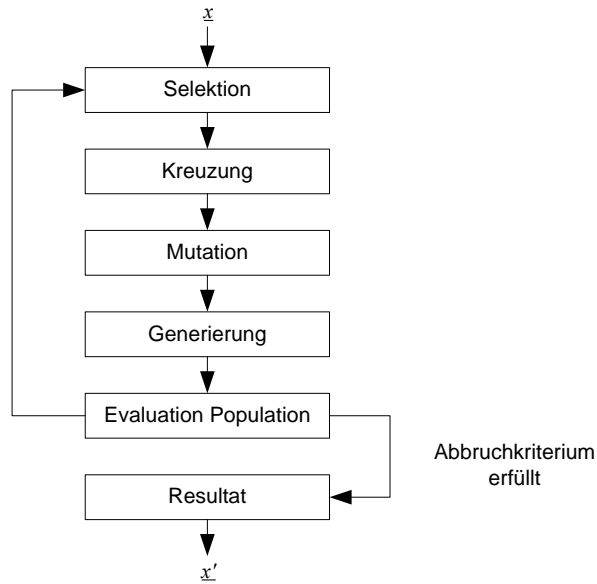 x
Selektion
Kreuzung
Mutation
Generierung
Evaluation Population
Abbruchkriterium
erfüllt
Resultat
x'